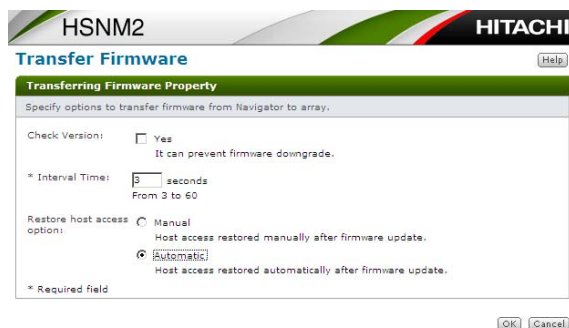 HSNM2
HITACHI
Transfer Firmware
Help
Transferring Firmware Property
Specify options to transfer firmware from Navigator to array.
Check Version:
Yes
It can prevent firmware downgrade.
* Interval Time:
3 seconds
From 3 to 60
Restore host access
option:
Manual
Host access restored manually after firmware update.
Automatic
Host access restored automatically after firmware update.
* Required field
OK Cancel